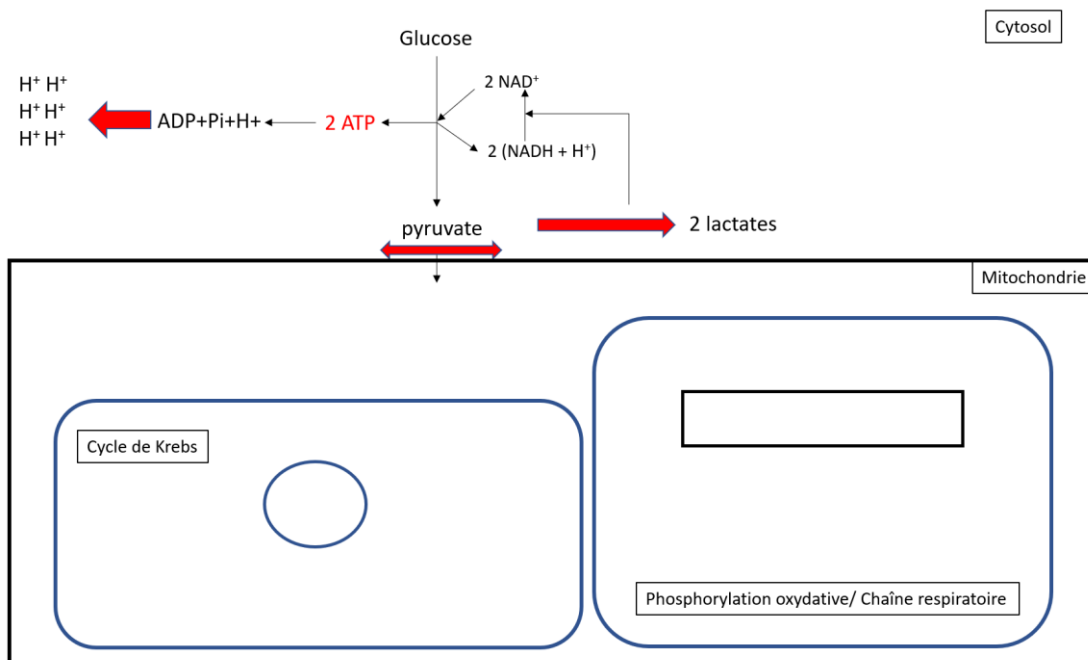 Cytosol
Glucose
2 NAD⁺
H⁺ H⁺
H⁺ H⁺
H⁺ H⁺
ADP+Pi+H+
2 ATP
2 (NADH + H⁺)
pyruvate
2 lactates
Mitochondrie
Cycle de Krebs
Phosphorylation oxydative/ Chaîne respiratoire